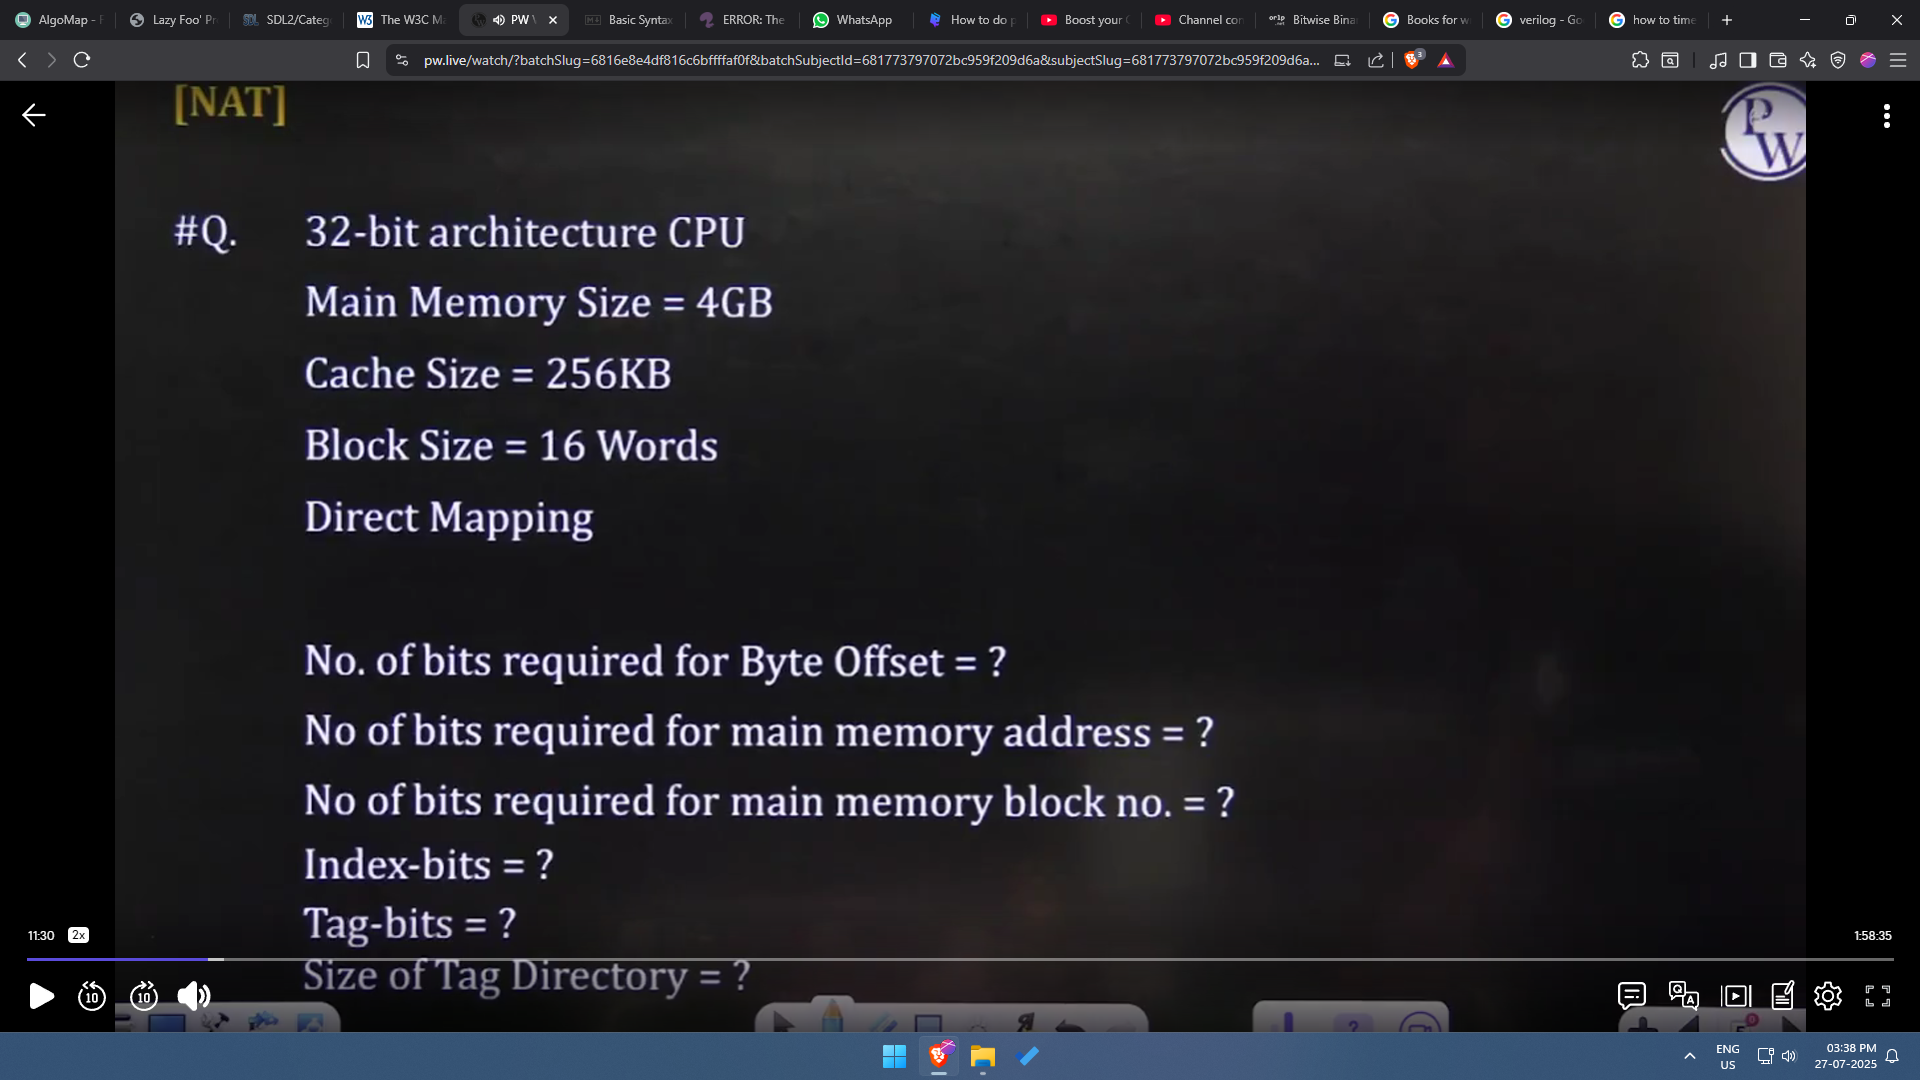 AlgoMap - F
Lazy Foo' Pr
SDL2/Categ
The W3C Ma
PW
Basic Syntax
ERROR: The
WhatsApp
How to do p
Boost your
Channel con
Bitwise Bina
Books for w
verilog - Go
how to time
pw.live/watch/?batchSlug=6816e8e4df816c6bffffaf0f&batchSubjectId=681773797072bc959f209d6a&subjectSlug=681773797072bc959f209d6a...
3
[NAT]
PW
#Q. 32-bit architecture CPU
Main Memory Size = 4GB
Cache Size = 256KB
Block Size = 16 Words
Direct Mapping
No. of bits required for Byte Offset = ?
No of bits required for main memory address = ?
No of bits required for main memory block no. = ?
Index-bits = ?
Tag-bits = ?
Size of Tag Directory = ?
11:30 2x 1:58:35
10 10
Q A
ENG
US
03:38 PM
27-07-2025